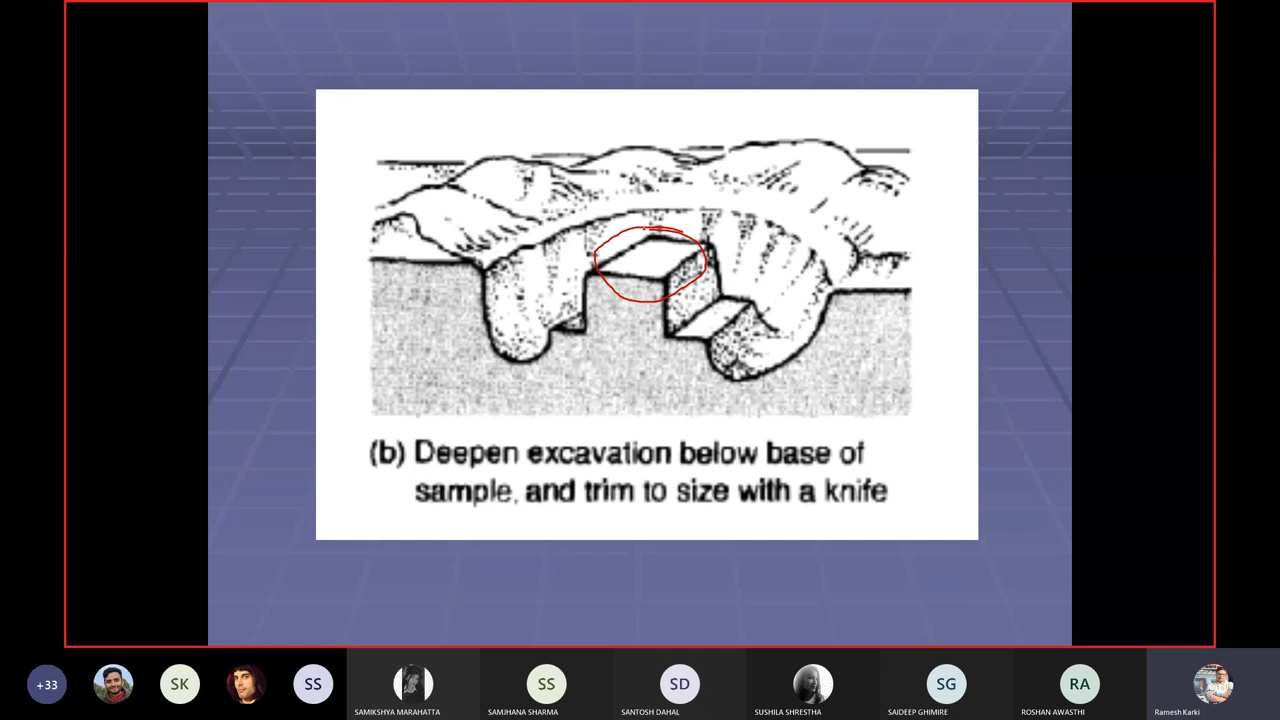 (b) Deepen excavation below base of
sample, and trim to size with a knife
+33
SK
SS
SAMIKSHYA MARAHATTA
SS
SAMJHANA SHARMA
SD
SANTOSH DAHAL
SUSHILA SHRESTHA
SG
SAIDEEP GHIMIRE
RA
ROSHAN AWASTHI
Ramesh Karki